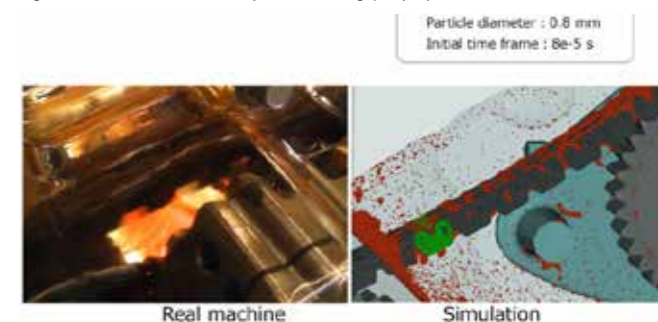 Particle diameter : 0.8 mm
Initial time frame : 8e-5 s
Real machine
Simulation